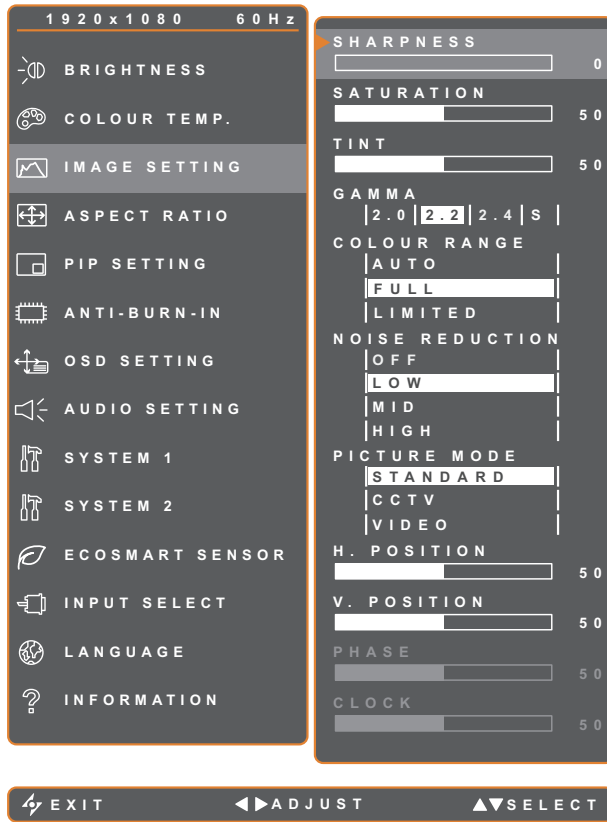 1920x1080 60Hz
BRIGHTNESS
COLOUR TEMP.
IMAGE SETTING
ASPECT RATIO
PIP SETTING
ANTI-BURN-IN
OSD SETTING
AUDIO SETTING
SYSTEM 1
SYSTEM 2
ECOSMART SENSOR
INPUT SELECT
LANGUAGE
INFORMATION
SHARPNESS
0
SATURATION
50
TINT
50
GAMMA
2.0 2.2 2.4 S
COLOUR RANGE
AUTO
FULL
LIMITED
NOISE REDUCTION
OFF
LOW
MID
HIGH
PICTURE MODE
STANDARD
CCTV
VIDEO
H. POSITION
50
V. POSITION
50
PHASE
50
CLOCK
50
EXIT ADJUST SELECT